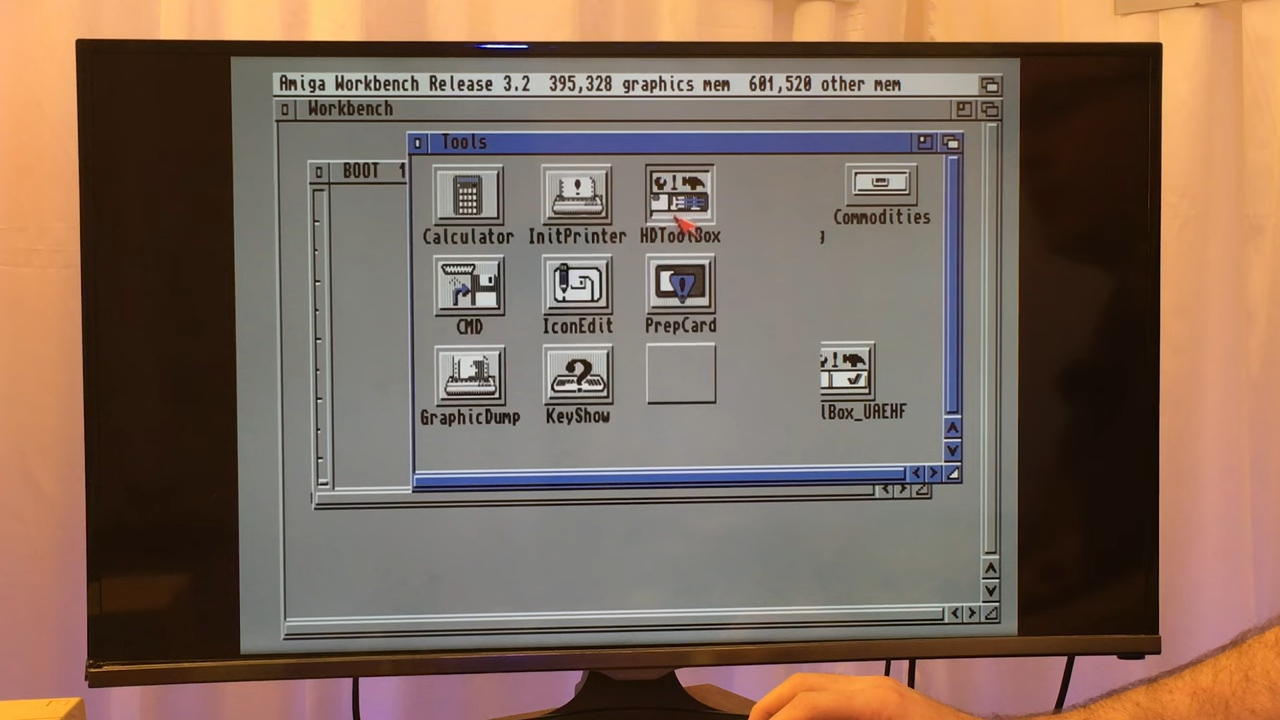 Amiga Workbench Release 3.2  395,328 graphics mem  601,520 other mem
Workbench
Tools
BOOT 1
Commodities
Calculator InitPrinter HDToolBox
CMD IconEdit PrepCard
lBox_UAEHF
GraphicDump KeyShow